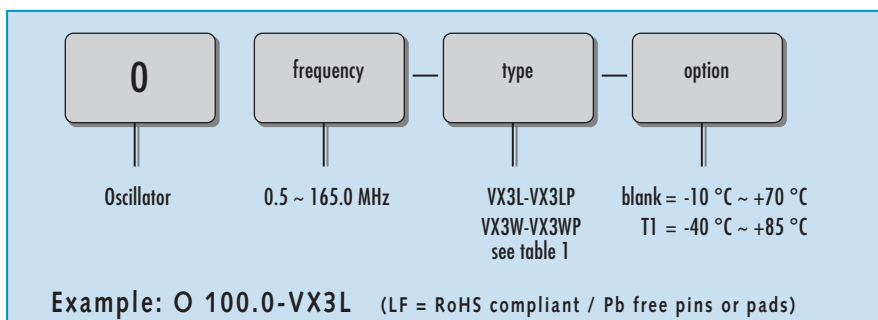 O
frequency
type
option
Oscillator
0.5 ~ 165.0 MHz
VX3L-VX3LP
VX3W-VX3WP
see table 1
blank = -10 °C ~ +70 °C
T1 = -40 °C ~ +85 °C
Example: O 100.0-VX3L (LF = RoHS compliant / Pb free pins or pads)